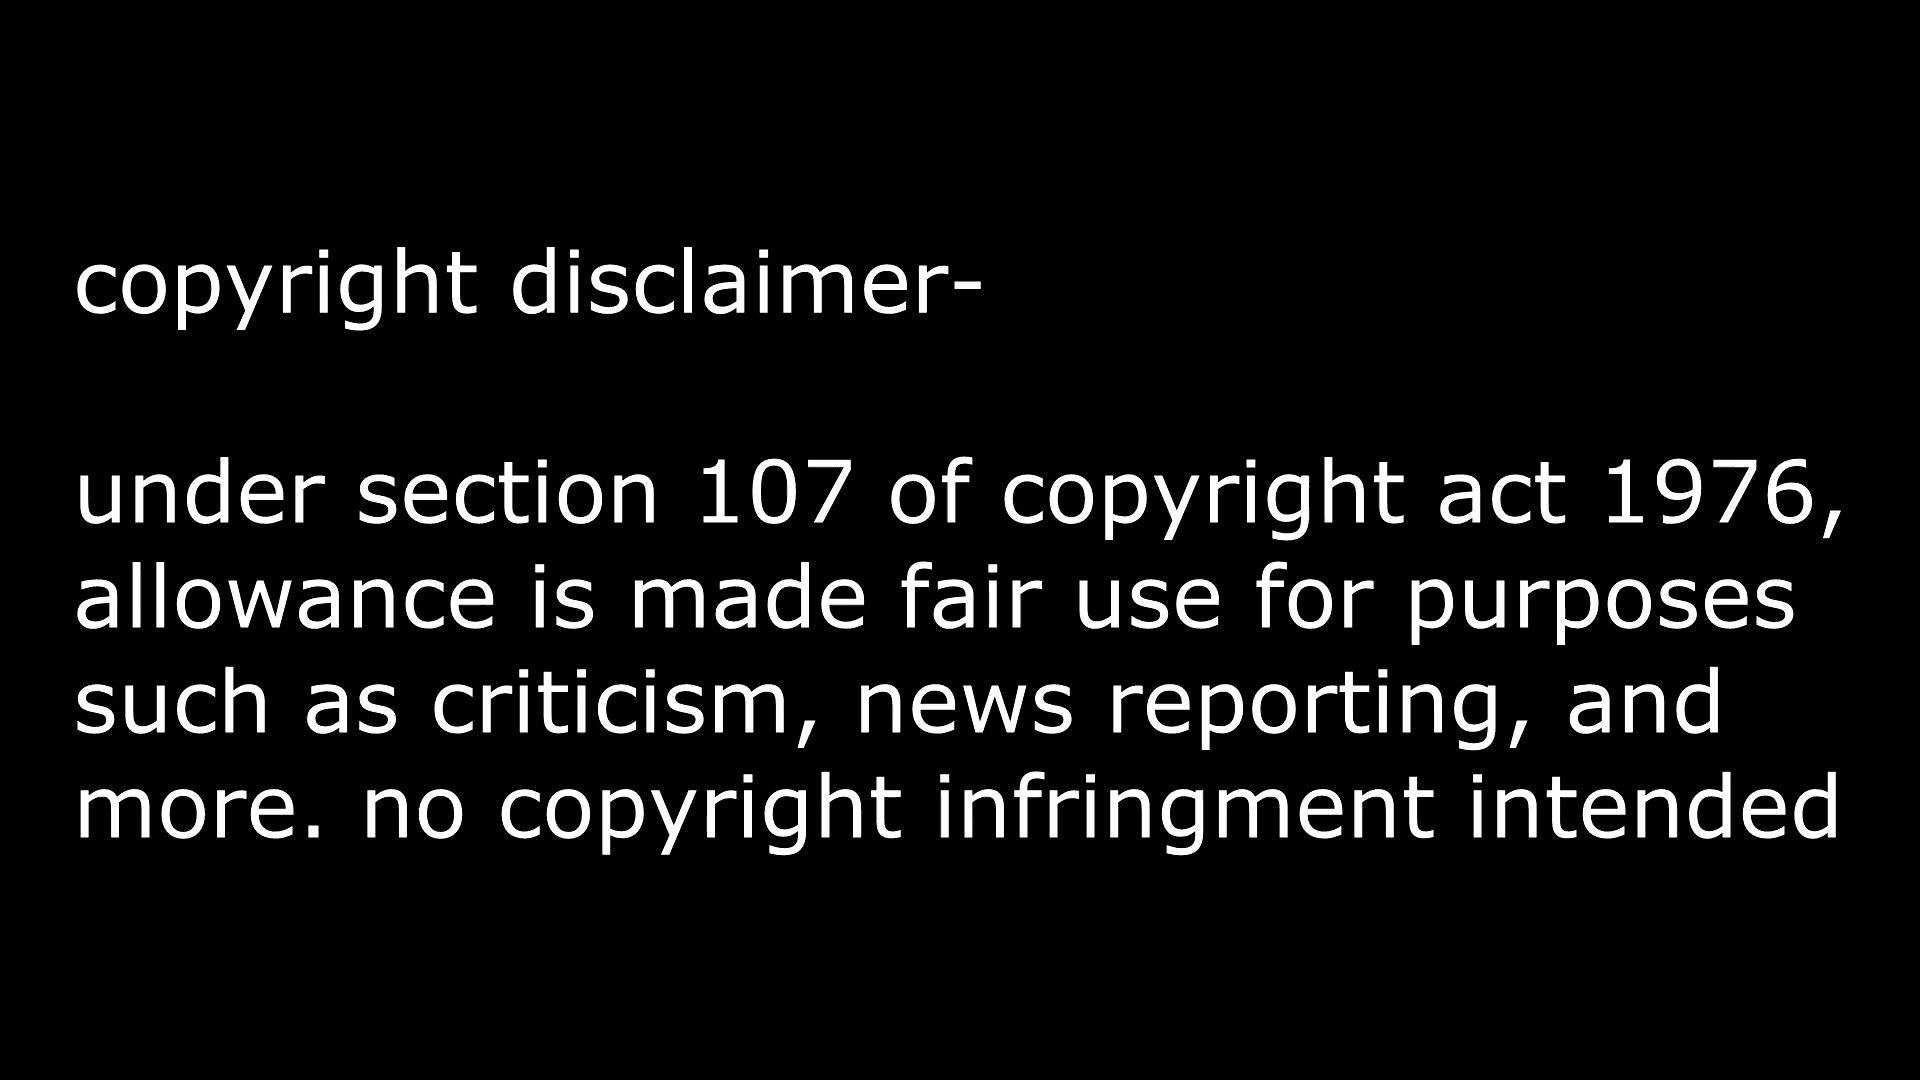 copyright disclaimer-
under section 107 of copyright act 1976,
allowance is made fair use for purposes
such as criticism, news reporting, and
more. no copyright infringment intended